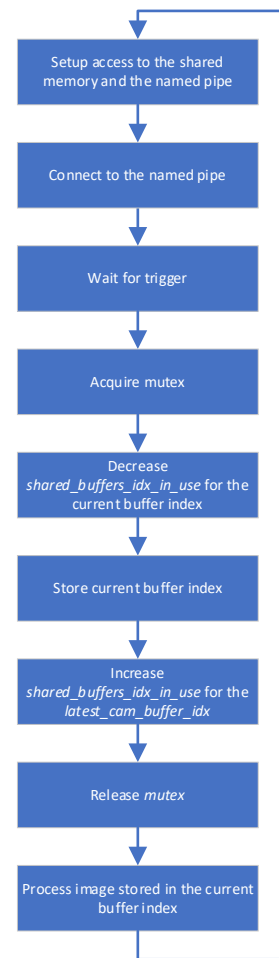 Setup access to the shared
memory and the named pipe
Connect to the named pipe
Wait for trigger
Acquire mutex
Decrease
shared_buffers_idx_in_use for the
current buffer index
Store current buffer index
Increase
shared_buffers_idx_in_use for the
latest_cam_buffer_idx
Release mutex
Process image stored in the current
buffer index